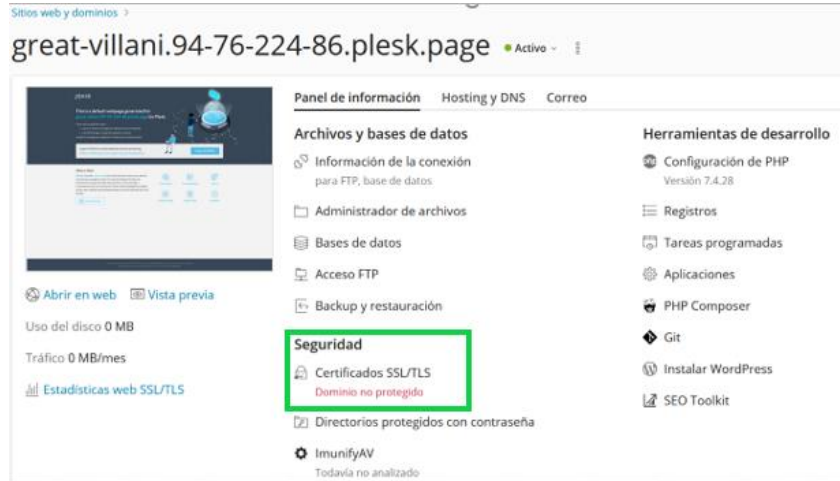 Sitios web y dominios >
great-villani.94-76-224-86.plesk.page
Activo
Panel de información Hosting y DNS Correo
Archivos y bases de datos
Información de la conexión
para FTP, base de datos
Administrador de archivos
Bases de datos
Acceso FTP
Backup y restauración
Seguridad
Certificados SSL/TLS
Dominio no protegido
Directorios protegidos con contraseña
ImunifyAV
Todavía no analizado
Herramientas de desarrollo
Configuración de PHP
Versión 7.4.28
Registros
Tareas programadas
Aplicaciones
PHP Composer
Git
Instalar WordPress
SEO Toolkit
Abrir en web Vista previa
Uso del disco 0 MB
Tráfico 0 MB/mes
Estadísticas web SSL/TLS